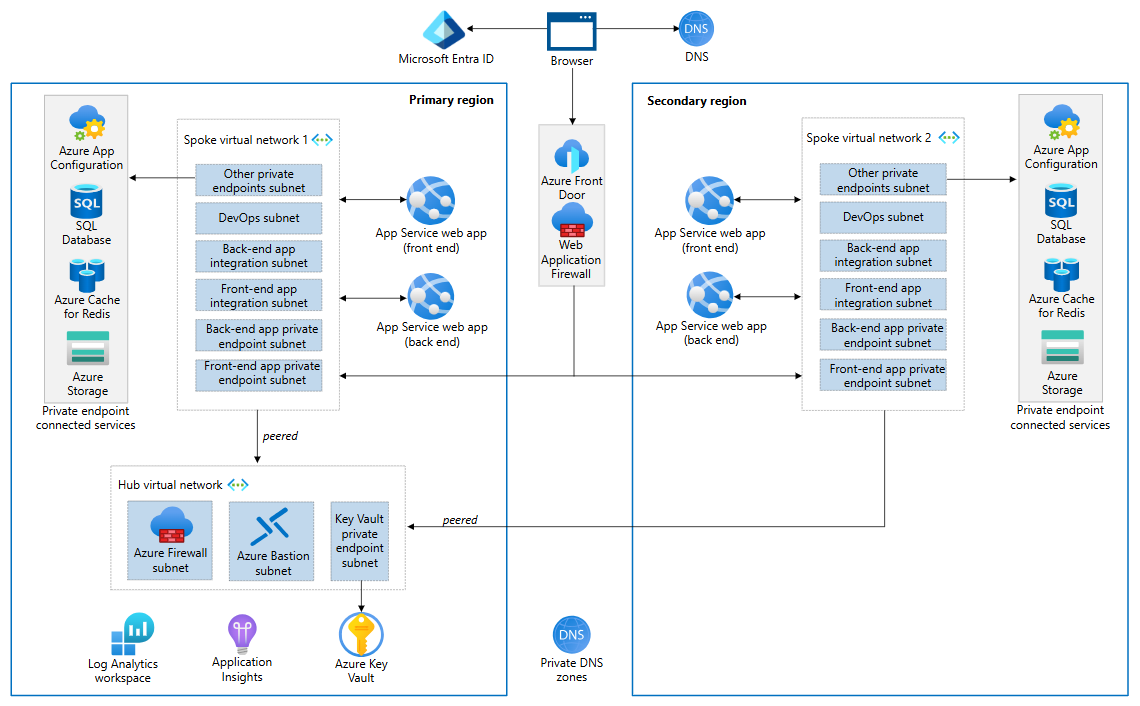 Microsoft Entra ID
Browser
DNS
DNS
Primary region
Azure App
Configuration
SQL
SQL
Database
Azure Cache
for Redis
Azure
Storage
Private endpoint
connected services
Spoke virtual network 1
Other private
endpoints subnet
DevOps subnet
Back-end app
integration subnet
Front-end app
integration subnet
Back-end app private
endpoint subnet
Front-end app private
endpoint subnet
App Service web app
(front end)
App Service web app
(back end)
peered
Hub virtual network
Azure Firewall
subnet
Azure Bastion
subnet
Key Vault
private
endpoint
subnet
Log Analytics
workspace
Application
Insights
Azure Key
Vault
Azure Front
Door
Web
Application
Firewall
peered
DNS
Private DNS
zones
Secondary region
App Service web app
(front end)
App Service web app
(back end)
Spoke virtual network 2
Other private
endpoints subnet
DevOps subnet
Back-end app
integration subnet
Front-end app
integration subnet
Back-end app private
endpoint subnet
Front-end app private
endpoint subnet
Azure App
Configuration
SQL
SQL
Database
Azure Cache
for Redis
Azure
Storage
Private endpoint
connected services